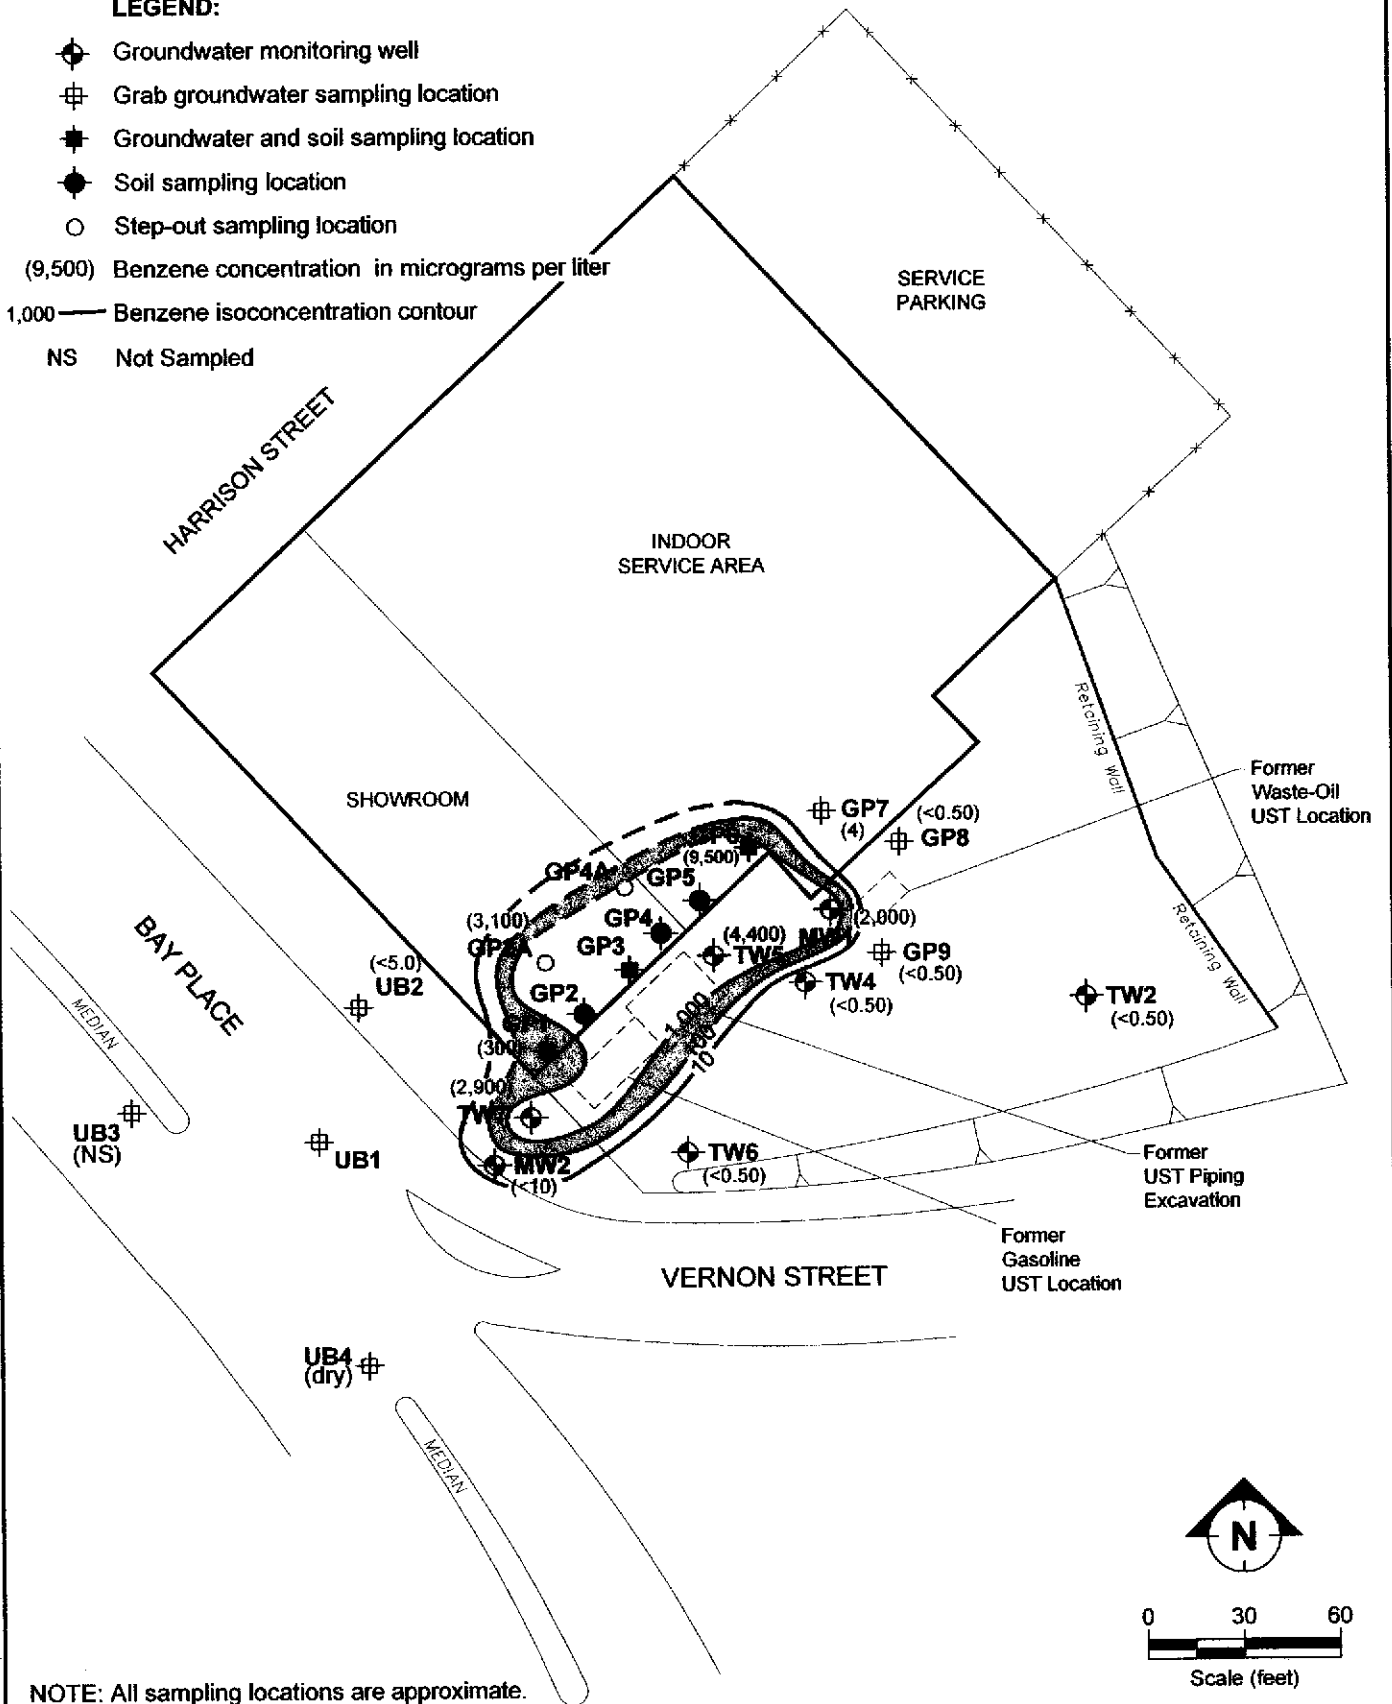 LEGEND:
Groundwater monitoring well
Grab groundwater sampling location
Groundwater and soil sampling location
Soil sampling location
Step-out sampling location
(9,500) Benzene concentration in micrograms per liter
1,000 Benzene isoconcentration contour
NS Not Sampled
SERVICE
PARKING
HARRISON STREET
INDOOR
SERVICE AREA
Retaining Wall
Former
Waste-Oil
UST Location
SHOWROOM
GP7
(4)
(<0.50)
GP8
(9,500)
GP4A
GP5
(3,100)
GP4
(2,000)
GP3
(4,400)
TW5
GP9
(<0.50)
Retaining Wall
BAY PLACE
MEDIAN
(<5.0)
UB2
GP2
TW4
(<0.50)
TW2
(<0.50)
1,000
100
10
GP1
(300)
(2,900)
UB3
(NS)
UB1
MW2
(<10)
TW6
(<0.50)
Former
UST Piping
Excavation
Former
Gasoline
UST Location
VERNON STREET
UB4
(dry)
MEDIAN
N
0 30 60
Scale (feet)
NOTE: All sampling locations are approximate.